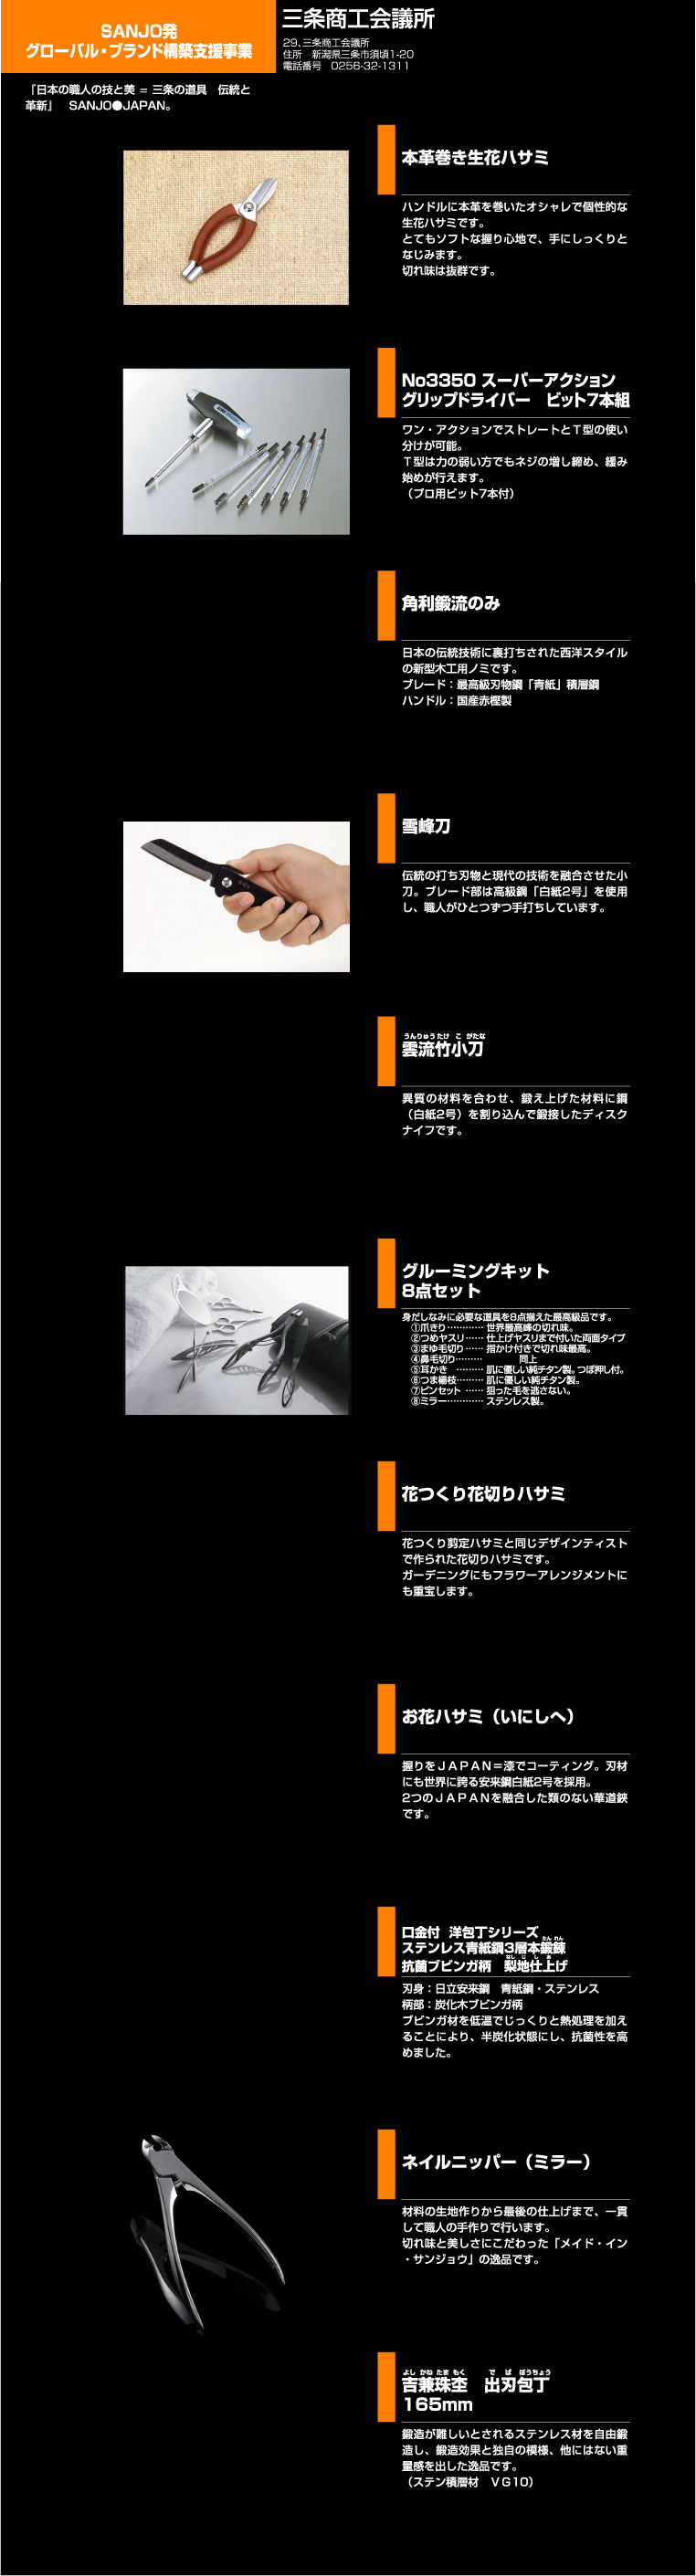 SANJO発
グローバル・ブランド構築支援事業
三条商工会議所
29.三条商工会議所
住所　新潟県三条市須頃1-20
電話番号　0256-32-1311
「日本の職人の技と美 = 三条の道具　伝統と
革新」　SANJO●JAPAN。
本革巻き生花ハサミ
ハンドルに本革を巻いたオシャレで個性的な
生花ハサミです。
とてもソフトな握り心地で、手にしっくりと
なじみます。
切れ味は抜群です。
No3350 スーパーアクション
グリップドライバー　ビット7本組
ワン・アクションでストレートとT型の使い
分けが可能。
T型は力の弱い方でもネジの増し締め、緩み
始めが行えます。
（プロ用ビット7本付）
角利鍛流のみ
日本の伝統技術に裏打ちされた西洋スタイル
の新型木工用ノミです。
ブレード：最高級刃物鋼「青紙」積層鋼
ハンドル：国産赤樫製
雪峰刀
伝統の打ち刃物と現代の技術を融合させた小
刀。ブレード部は高級鋼「白紙2号」を使用
し、職人がひとつずつ手打ちしています。
うんりゅうたけ こ がたな
雲流竹小刀
異質の材料を合わせ、鍛え上げた材料に鋼
（白紙2号）を割り込んで鍛接したディスク
ナイフです。
グルーミングキット
8点セット
身だしなみに必要な道具を8点揃えた最高級品です。
①爪きり………… 世界最高峰の切れ味。
②つめヤスリ…… 仕上げヤスリまで付いた両面タイプ
③まゆ毛切り…… 指かけ付きで切れ味最高。
④鼻毛切り………　　　同上
⑤耳かき　……… 肌に優しい純チタン製。つぼ押し付。
⑥つま楊枝……… 肌に優しい純チタン製。
⑦ピンセット …… 狙った毛を逃さない。
⑧ミラー………… ステンレス製。
花つくり花切りハサミ
花つくり剪定ハサミと同じデザインティスト
で作られた花切りハサミです。
ガーデニングにもフラワーアレンジメントに
も重宝します。
お花ハサミ（いにしへ）
握りをＪＡＰＡＮ＝漆でコーティング。刃材
にも世界に誇る安来鋼白紙2号を採用。
2つのＪＡＰＡＮを融合した類のない華道鋏
です。
口金付 洋包丁シリーズ
たん れん
ステンレス青紙鋼3層本鍛錬
なし じ し あ
抗菌ブビンガ柄　梨地仕上げ
刃身：日立安来鋼　青紙鋼・ステンレス
柄部：炭化木ブビンガ柄
ブビンガ材を低温でじっくりと熱処理を加え
ることにより、半炭化状態にし、抗菌性を高
めました。
ネイルニッパー（ミラー）
材料の生地作りから最後の仕上げまで、一貫
して職人の手作りで行います。
切れ味と美しさにこだわった「メイド・イン
・サンジョウ」の逸品です。
よし かね たま もく　で ば ぼうちょう
吉兼珠杢　出刃包丁
165mm
鍛造が難しいとされるステンレス材を自由鍛
造し、鍛造効果と独自の模様、他にはない重
量感を出した逸品です。
（ステン積層材　ＶＧ10）